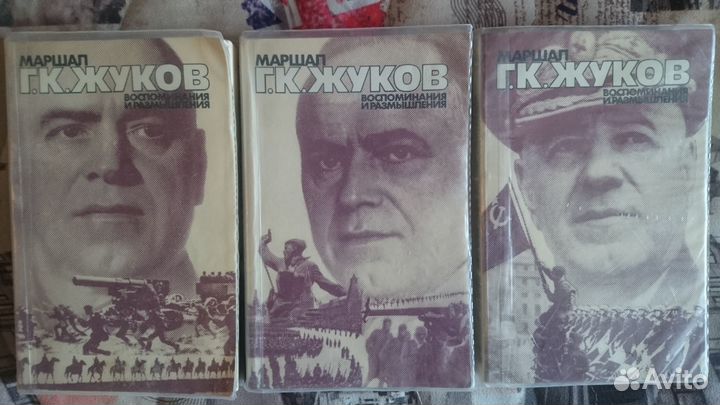 МАРШАЛ
Г.К. ЖУКОВ
ВОСПОМИНАНИЯ
И РАЗМЫШЛЕНИЯ
МАРШАЛ
Г.К. ЖУКОВ
ВОСПОМИНАНИЯ
И РАЗМЫШЛЕНИЯ
МАРШАЛ
Г.К. ЖУКОВ
ВОСПОМИНАНИЯ
И РАЗМЫШЛЕНИЯ
Avito